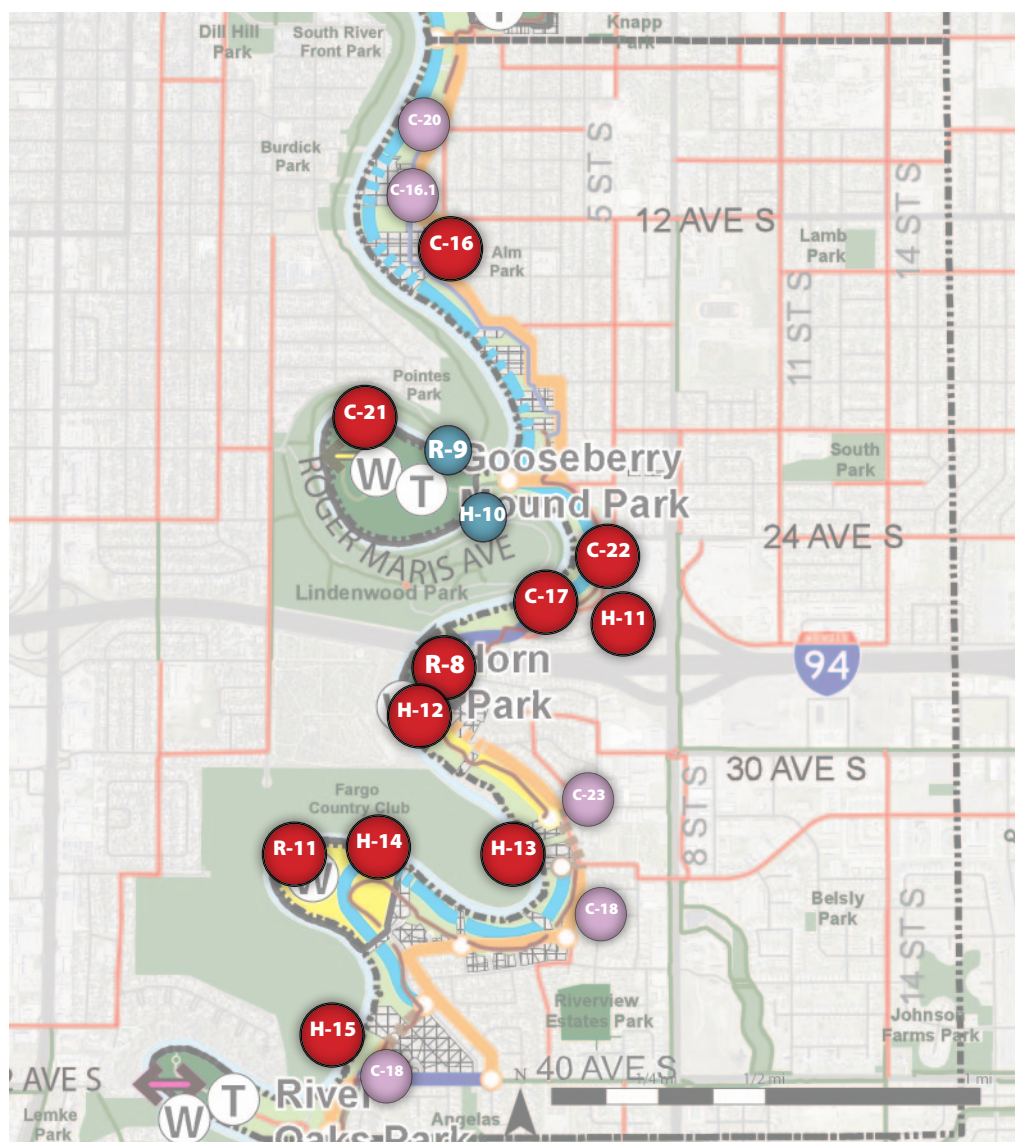 T
Knapp
Park
Dill Hill
Park
South River
Front Park
C-20
Burdick
Park
C-16.1
5 ST S
12 AVE S
14 ST S
C-16
Alm
Park
Lamb
Park
11 ST S
Pointes
Park
C-21
R-9
W
T
Gooseberry
Mound Park
South
Park
H-10
ROGER MARIS AVE
24 AVE S
C-22
Lindenwood Park
C-17
H-11
94
R-8
Horn
Park
H-12
30 AVE S
8 ST S
Fargo
Country Club
C-23
R-11
H-14
H-13
W
Belsly
Park
C-18
14 ST S
Riverview
Estates Park
Johnson
Farms Park
H-15
C-18
N
40 AVE S
1/4 mi
1/2 mi
1 mi
AVE S
T
W
River
Oaks Park
Lemke
Park
Angelas